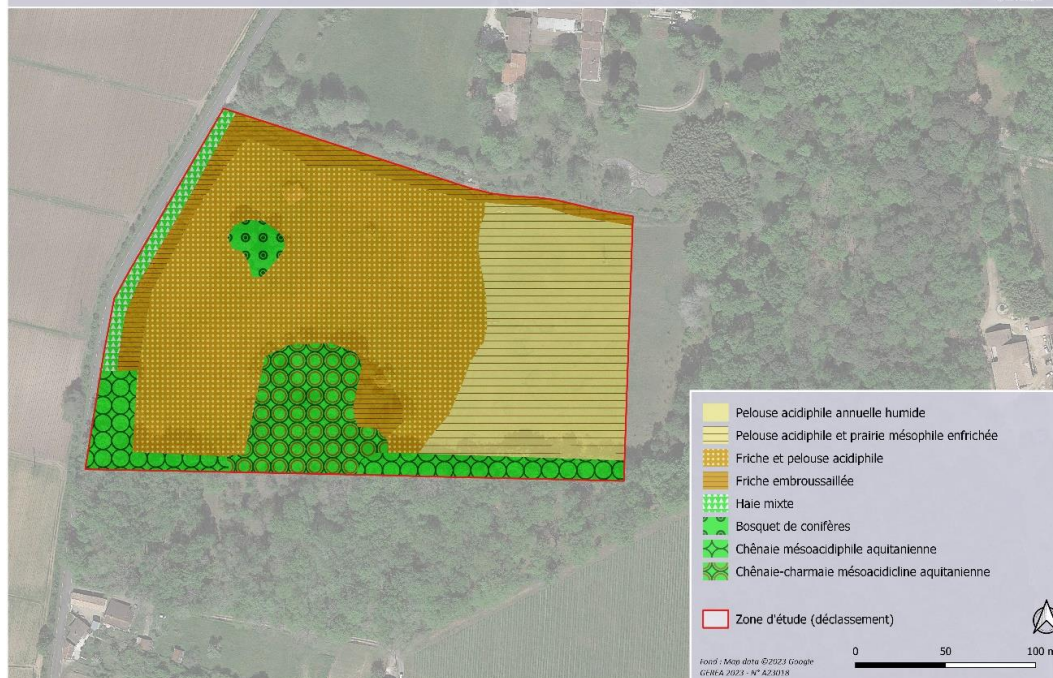 Pelouse acidiphile annuelle humide
Pelouse acidiphile et prairie mésophile enfrichée
Friche et pelouse acidiphile
Friche embroussaillée
Haie mixte
Bosquet de conifères
Chênaie mésoacidiphile aquitanienne
Chênaie-charmaie mésoacidicline aquitanienne
Zone d'étude (déclassement)
0 50 100 m
Fond : Map data ©2023 Google
GEREA 2023 - N° A23018